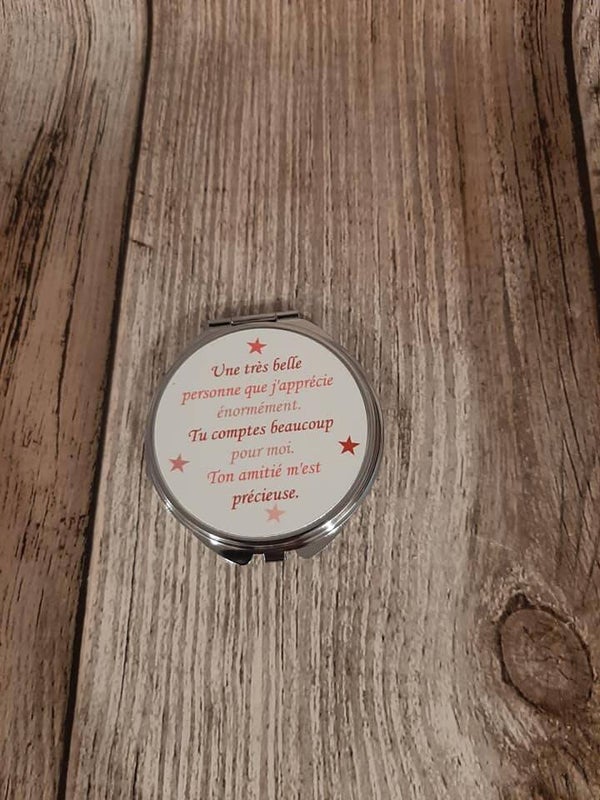 Une très belle
personne que j'apprécie
énormément.
Tu comptes beaucoup
pour moi.
Ton amitié m'est
précieuse.